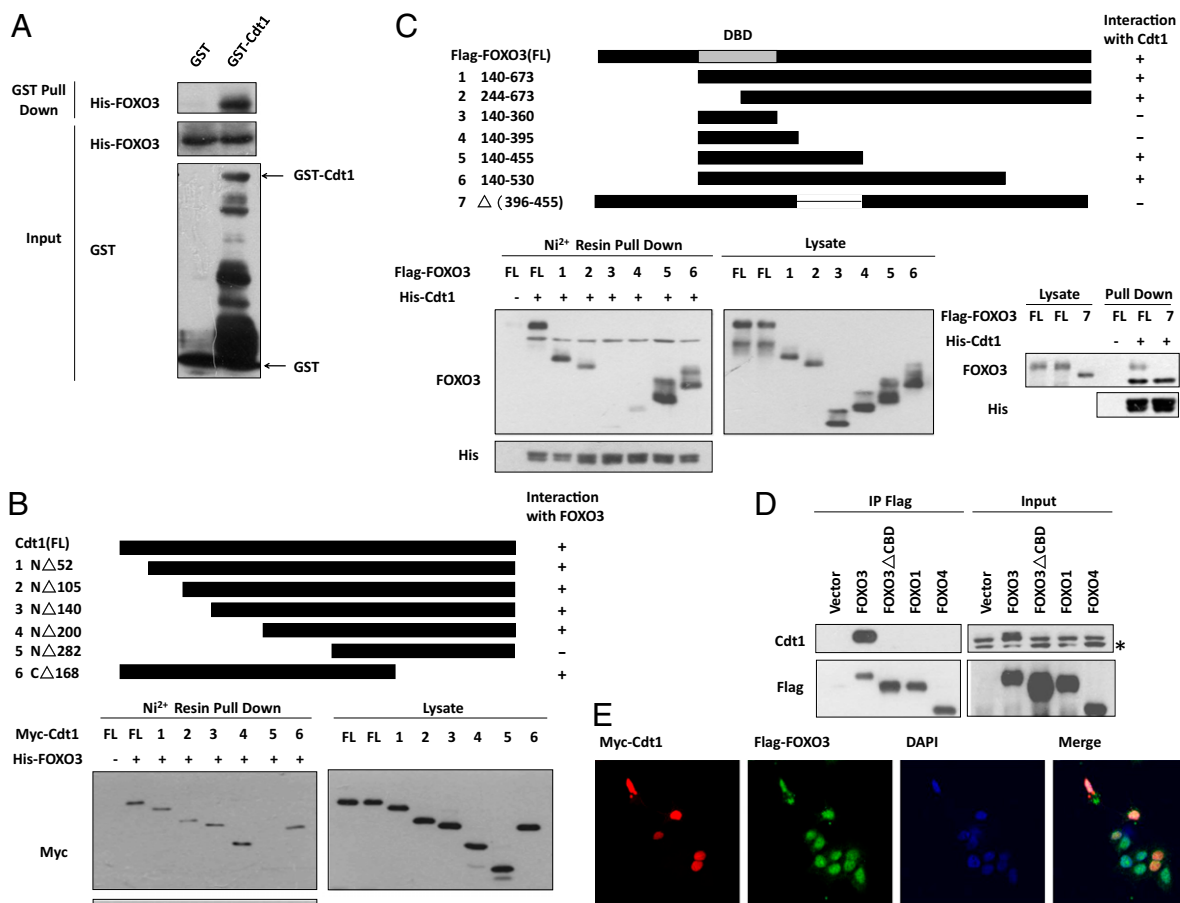 A
GST
GST-Cdt1
GST Pull Down
His-FOXO3
His-FOXO3
GST-Cdt1
Input
GST
GST
B
Interaction with FOXO3
Cdt1(FL) +
1 N△52 +
2 N△105 +
3 N△140 +
4 N△200 +
5 N△282 –
6 C△168 +
Ni2+ Resin Pull Down
Lysate
Myc-Cdt1 FL FL 1 2 3 4 5 6 FL FL 1 2 3 4 5 6
His-FOXO3 - + + + + + + +
Myc
C
DBD
Interaction with Cdt1
Flag-FOXO3(FL) +
1 140-673 +
2 244-673 +
3 140-360 –
4 140-395 –
5 140-455 +
6 140-530 +
7 △ (396-455) –
Ni2+ Resin Pull Down
Lysate
Flag-FOXO3 FL FL 1 2 3 4 5 6 FL FL 1 2 3 4 5 6
His-Cdt1 - + + + + + + +
FOXO3
His
Lysate
Pull Down
Flag-FOXO3 FL FL 7 FL FL 7
His-Cdt1 - + +
FOXO3
His
D
IP Flag
Input
Vector
FOXO3
FOXO3△CBD
FOXO1
FOXO4
Vector
FOXO3
FOXO3△CBD
FOXO1
FOXO4
Cdt1
*
Flag
E
Myc-Cdt1
Flag-FOXO3
DAPI
Merge